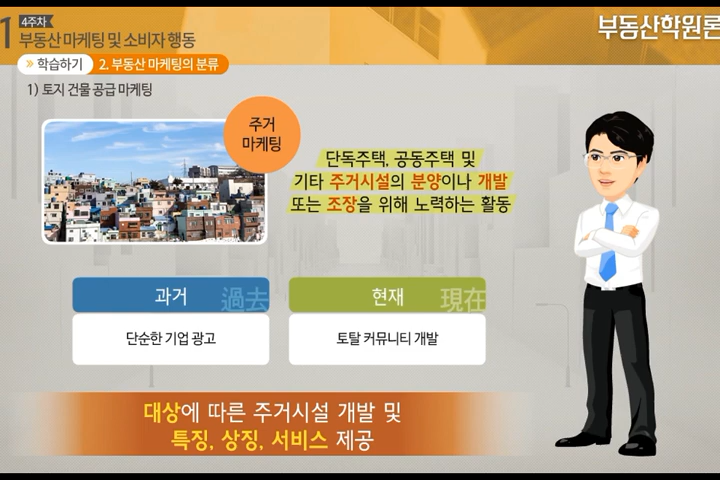 1
4주차
부동산 마케팅 및 소비자 행동
부동산학원론
» 학습하기
2. 부동산 마케팅의 분류
1) 토지 건물 공급 마케팅
주거
마케팅
단독주택, 공동주택 및
기타 주거시설의 분양이나 개발
또는 조장을 위해 노력하는 활동
과거 過去
현재 現在
단순한 기업 광고
토탈 커뮤니티 개발
대상에 따른 주거시설 개발 및
특징, 상징, 서비스 제공